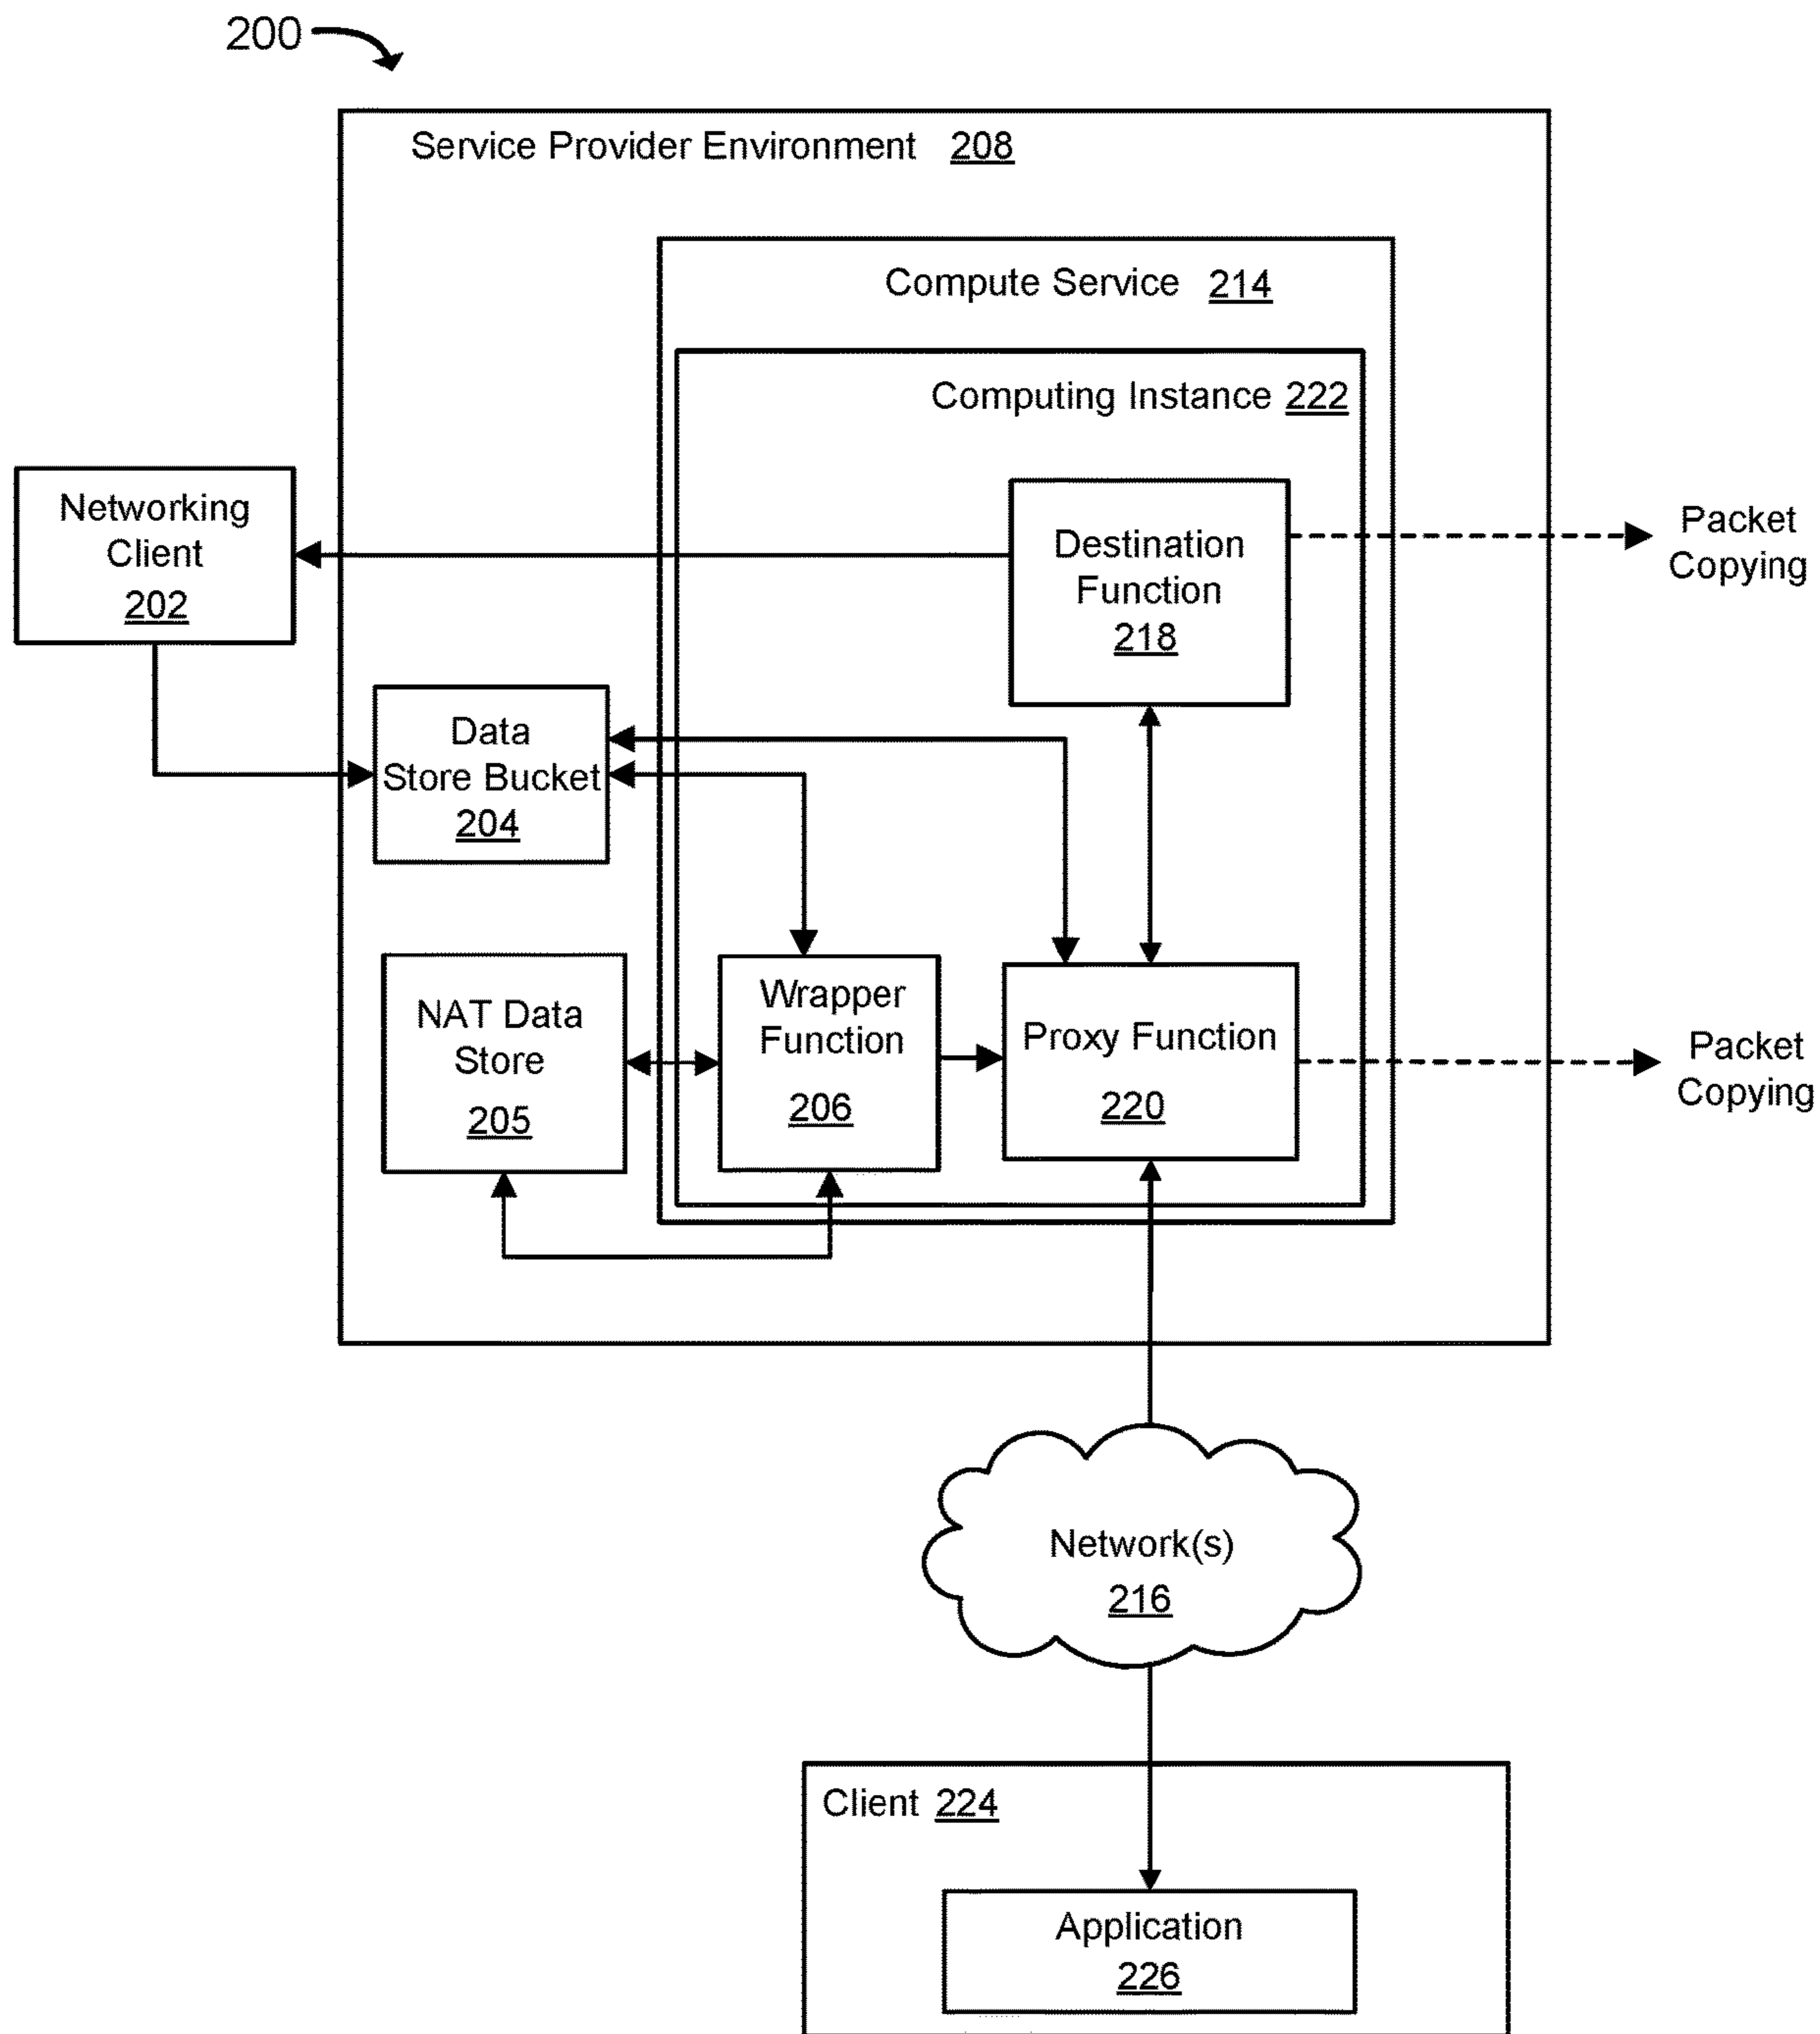 200
Service Provider Environment 208
Compute Service 214
Computing Instance 222
Networking
Client
202
Destination
Function
218
Packet
Copying
Data
Store Bucket
204
NAT Data
Store
205
Wrapper
Function
206
Proxy Function
220
Packet
Copying
Network(s)
216
Client 224
Application
226